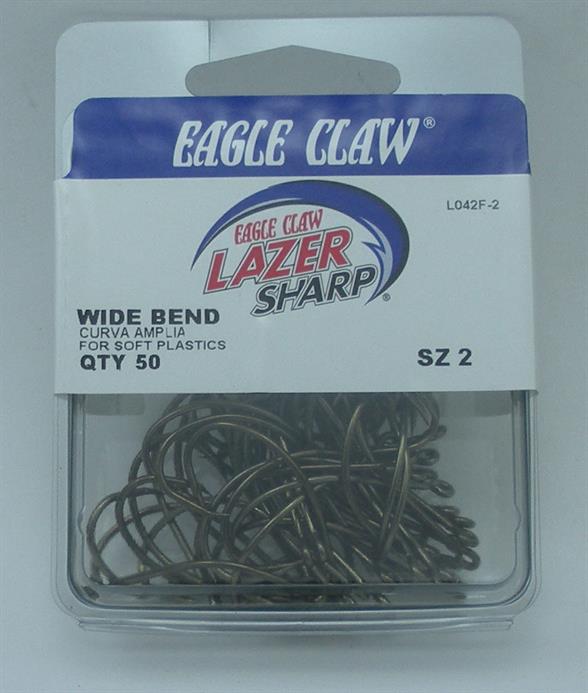 EAGLE CLAW®
L042F-2
EAGLE CLAW
LAZER
SHARP®
WIDE BEND
CURVA AMPLIA
FOR SOFT PLASTICS
QTY 50
SZ 2